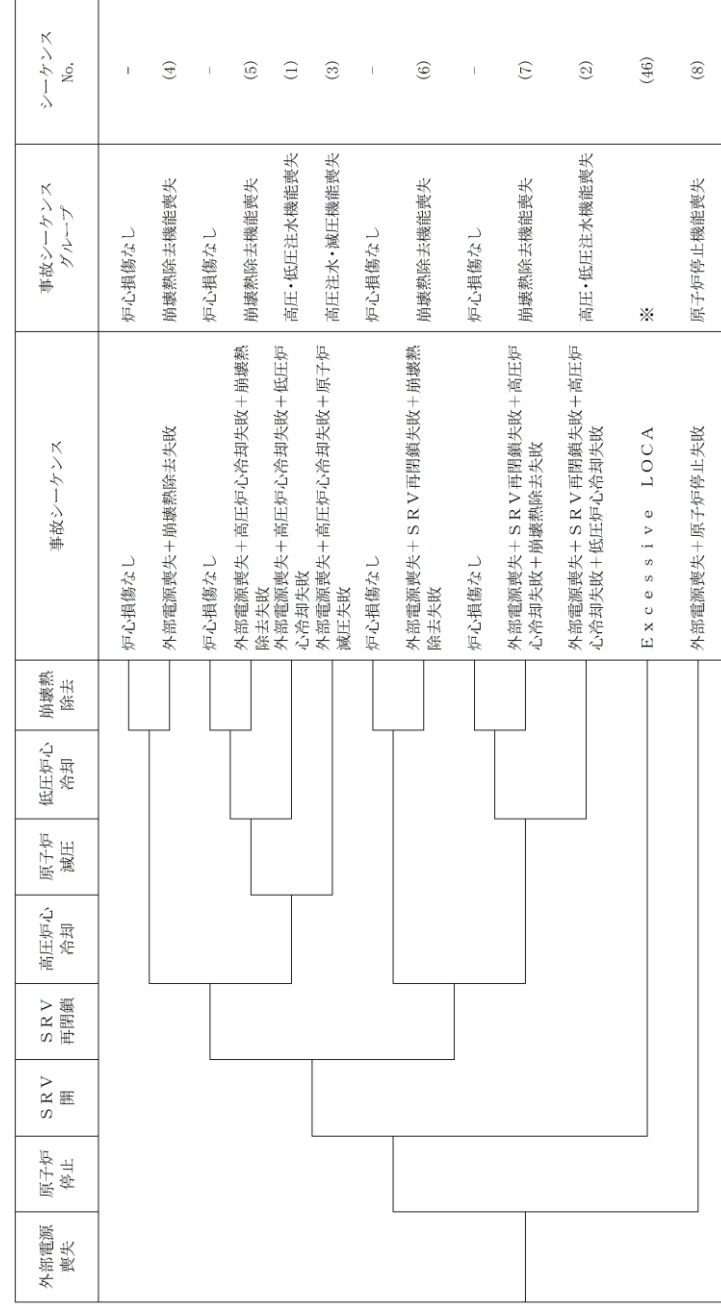 外部電源
喪失
原子炉
停止
ＳＲＶ
開
ＳＲＶ
再閉鎖
高圧炉心
冷却
原子炉
減圧
低圧炉心
冷却
崩壊熱
除去
事故シーケンス
事故シーケンス
グループ
シーケンス
No.
炉心損傷なし
炉心損傷なし
－
外部電源喪失＋崩壊熱除去失敗
崩壊熱除去機能喪失
(4)
炉心損傷なし
炉心損傷なし
－
外部電源喪失＋高圧炉心冷却失敗＋崩壊熱
除去失敗
崩壊熱除去機能喪失
(5)
外部電源喪失＋高圧炉心冷却失敗＋低圧炉
心冷却失敗
高圧・低圧注水機能喪失
(1)
外部電源喪失＋高圧炉心冷却失敗＋原子炉
減圧失敗
高圧注水・減圧機能喪失
(3)
炉心損傷なし
炉心損傷なし
－
外部電源喪失＋ＳＲＶ再閉鎖失敗＋崩壊熱
除去失敗
崩壊熱除去機能喪失
(6)
炉心損傷なし
炉心損傷なし
－
外部電源喪失＋ＳＲＶ再閉鎖失敗＋高圧炉
心冷却失敗＋崩壊熱除去失敗
崩壊熱除去機能喪失
(7)
外部電源喪失＋ＳＲＶ再閉鎖失敗＋高圧炉
心冷却失敗＋低圧炉心冷却失敗
高圧・低圧注水機能喪失
(2)
Ｅｘｃｅｓｓｉｖｅ ＬＯＣＡ
※
(46)
外部電源喪失＋原子炉停止失敗
原子炉停止機能喪失
(8)